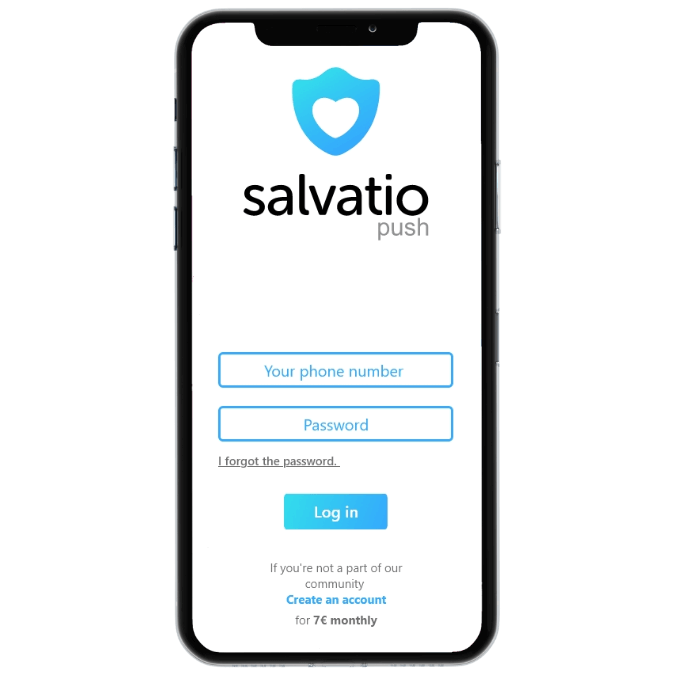 salvatio
push
Your phone number
Password
I forgot the password.
Log in
If you're not a part of our
community
Create an account
for 7€ monthly